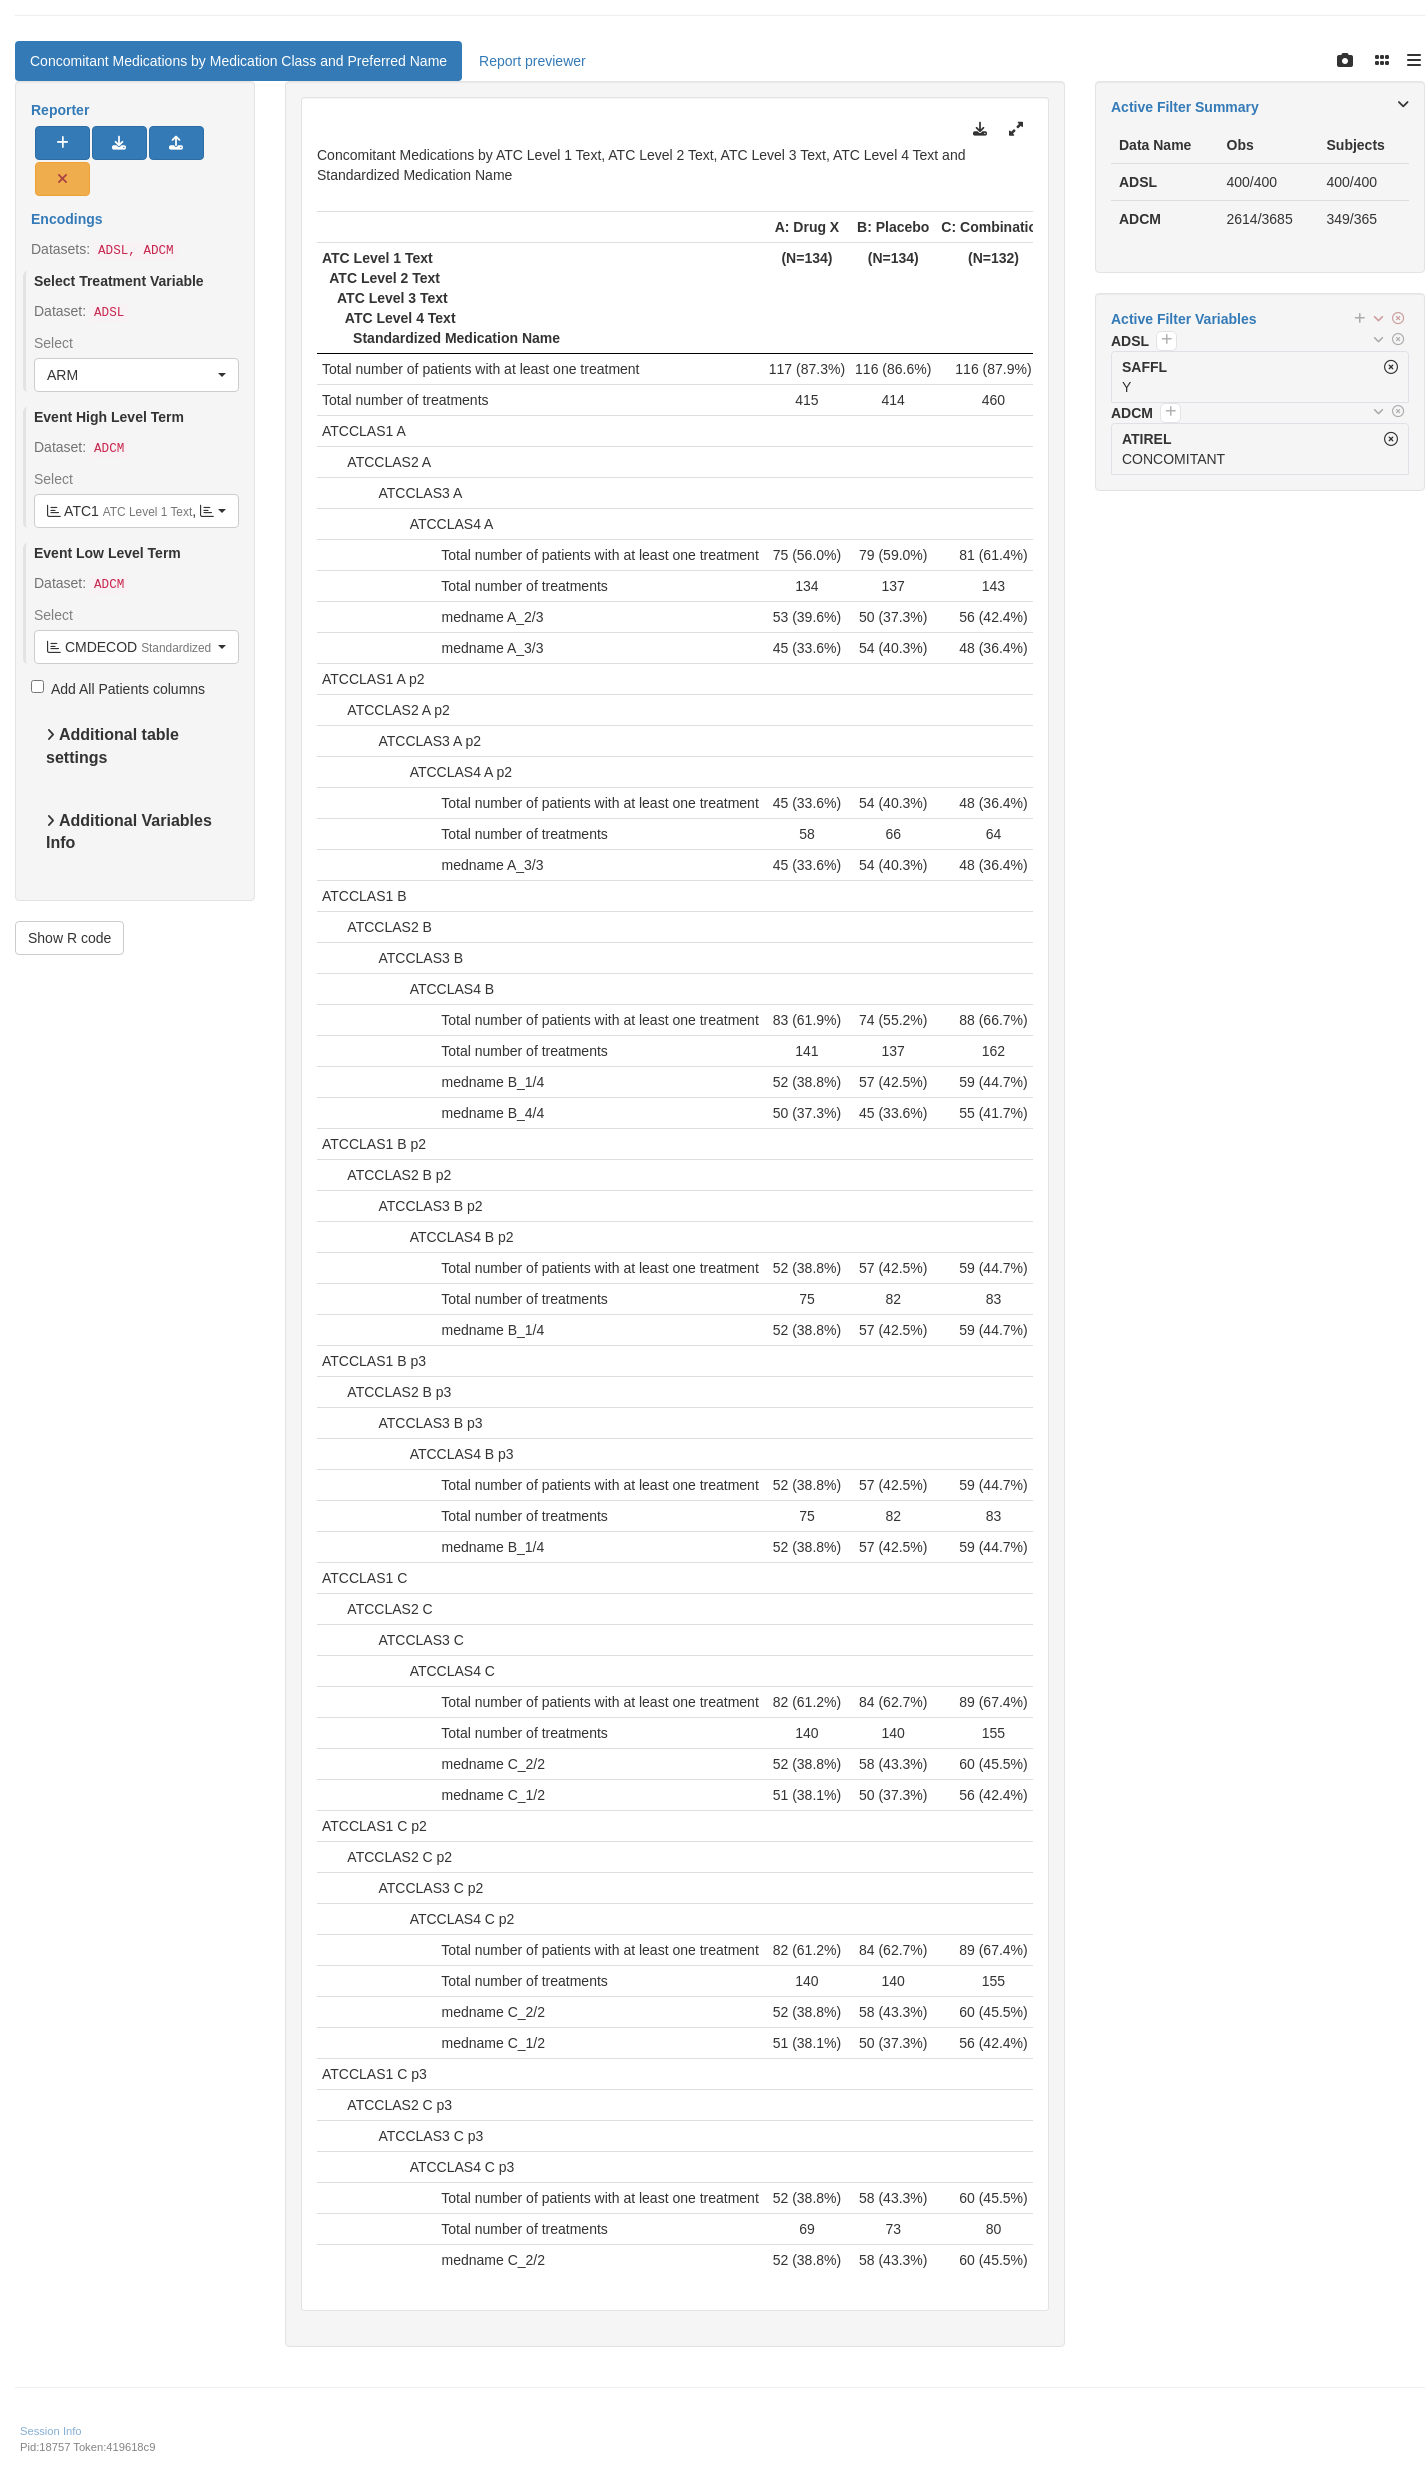 Concomitant Medications by Medication Class and Preferred Name Report previewer
Reporter
Encodings
Datasets: ADSL, ADCM
Select Treatment Variable
Dataset: ADSL
Select
ARM
Event High Level Term
Dataset: ADCM
Select
ATC1 ATC Level 1 Text,
Event Low Level Term
Dataset: ADCM
Select
CMDECOD Standardized
Add All Patients columns
Additional table
settings
Additional Variables
Info
Show R code
Concomitant Medications by ATC Level 1 Text, ATC Level 2 Text, ATC Level 3 Text, ATC Level 4 Text and
Standardized Medication Name
A: Drug X B: Placebo C: Combinatio
ATC Level 1 Text (N=134) (N=134) (N=132)
ATC Level 2 Text
ATC Level 3 Text
ATC Level 4 Text
Standardized Medication Name
Total number of patients with at least one treatment 117 (87.3%) 116 (86.6%) 116 (87.9%)
Total number of treatments 415 414 460
ATCCLAS1 A
ATCCLAS2 A
ATCCLAS3 A
ATCCLAS4 A
Total number of patients with at least one treatment 75 (56.0%) 79 (59.0%) 81 (61.4%)
Total number of treatments 134 137 143
medname A_2/3 53 (39.6%) 50 (37.3%) 56 (42.4%)
medname A_3/3 45 (33.6%) 54 (40.3%) 48 (36.4%)
ATCCLAS1 A p2
ATCCLAS2 A p2
ATCCLAS3 A p2
ATCCLAS4 A p2
Total number of patients with at least one treatment 45 (33.6%) 54 (40.3%) 48 (36.4%)
Total number of treatments 58 66 64
medname A_3/3 45 (33.6%) 54 (40.3%) 48 (36.4%)
ATCCLAS1 B
ATCCLAS2 B
ATCCLAS3 B
ATCCLAS4 B
Total number of patients with at least one treatment 83 (61.9%) 74 (55.2%) 88 (66.7%)
Total number of treatments 141 137 162
medname B_1/4 52 (38.8%) 57 (42.5%) 59 (44.7%)
medname B_4/4 50 (37.3%) 45 (33.6%) 55 (41.7%)
ATCCLAS1 B p2
ATCCLAS2 B p2
ATCCLAS3 B p2
ATCCLAS4 B p2
Total number of patients with at least one treatment 52 (38.8%) 57 (42.5%) 59 (44.7%)
Total number of treatments 75 82 83
medname B_1/4 52 (38.8%) 57 (42.5%) 59 (44.7%)
ATCCLAS1 B p3
ATCCLAS2 B p3
ATCCLAS3 B p3
ATCCLAS4 B p3
Total number of patients with at least one treatment 52 (38.8%) 57 (42.5%) 59 (44.7%)
Total number of treatments 75 82 83
medname B_1/4 52 (38.8%) 57 (42.5%) 59 (44.7%)
ATCCLAS1 C
ATCCLAS2 C
ATCCLAS3 C
ATCCLAS4 C
Total number of patients with at least one treatment 82 (61.2%) 84 (62.7%) 89 (67.4%)
Total number of treatments 140 140 155
medname C_2/2 52 (38.8%) 58 (43.3%) 60 (45.5%)
medname C_1/2 51 (38.1%) 50 (37.3%) 56 (42.4%)
ATCCLAS1 C p2
ATCCLAS2 C p2
ATCCLAS3 C p2
ATCCLAS4 C p2
Total number of patients with at least one treatment 82 (61.2%) 84 (62.7%) 89 (67.4%)
Total number of treatments 140 140 155
medname C_2/2 52 (38.8%) 58 (43.3%) 60 (45.5%)
medname C_1/2 51 (38.1%) 50 (37.3%) 56 (42.4%)
ATCCLAS1 C p3
ATCCLAS2 C p3
ATCCLAS3 C p3
ATCCLAS4 C p3
Total number of patients with at least one treatment 52 (38.8%) 58 (43.3%) 60 (45.5%)
Total number of treatments 69 73 80
medname C_2/2 52 (38.8%) 58 (43.3%) 60 (45.5%)
Active Filter Summary
Data Name Obs Subjects
ADSL 400/400 400/400
ADCM 2614/3685 349/365
Active Filter Variables
ADSL
SAFFL
Y
ADCM
ATIREL
CONCOMITANT
Session Info
Pid:18757 Token:419618c9